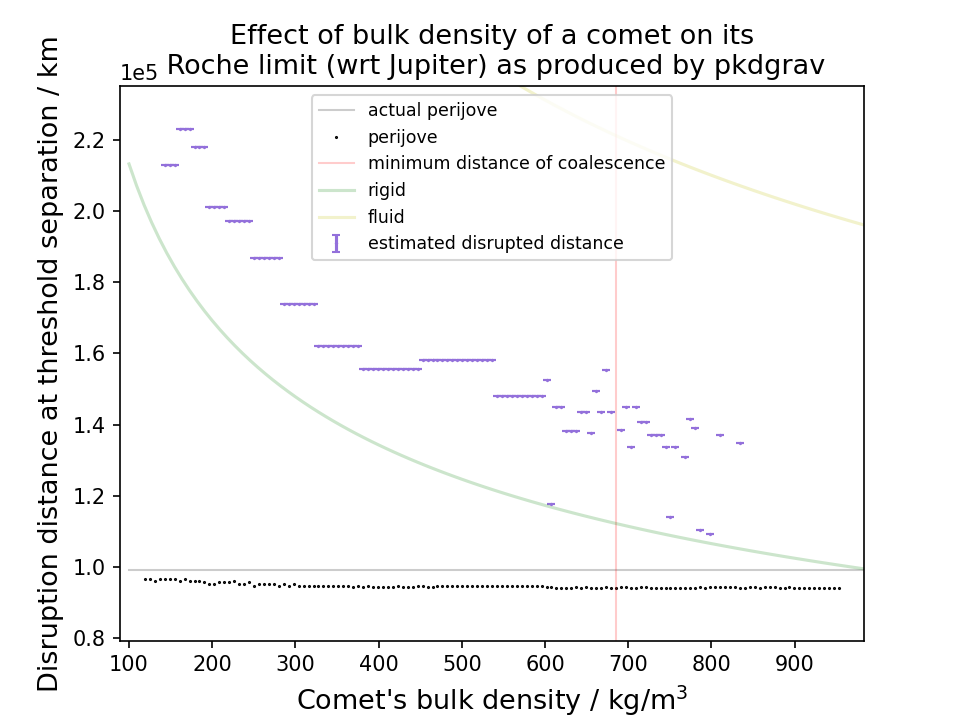 Effect of bulk density of a comet on its
Roche limit (wrt Jupiter) as produced by pkdgrav
1e5
Disruption distance at threshold separation / km
2.2
2.0
1.8
1.6
1.4
1.2
1.0
0.8
actual perijove
perijove
minimum distance of coalescence
rigid
fluid
estimated disrupted distance
100 200 300 400 500 600 700 800 900
Comet's bulk density / kg/m³